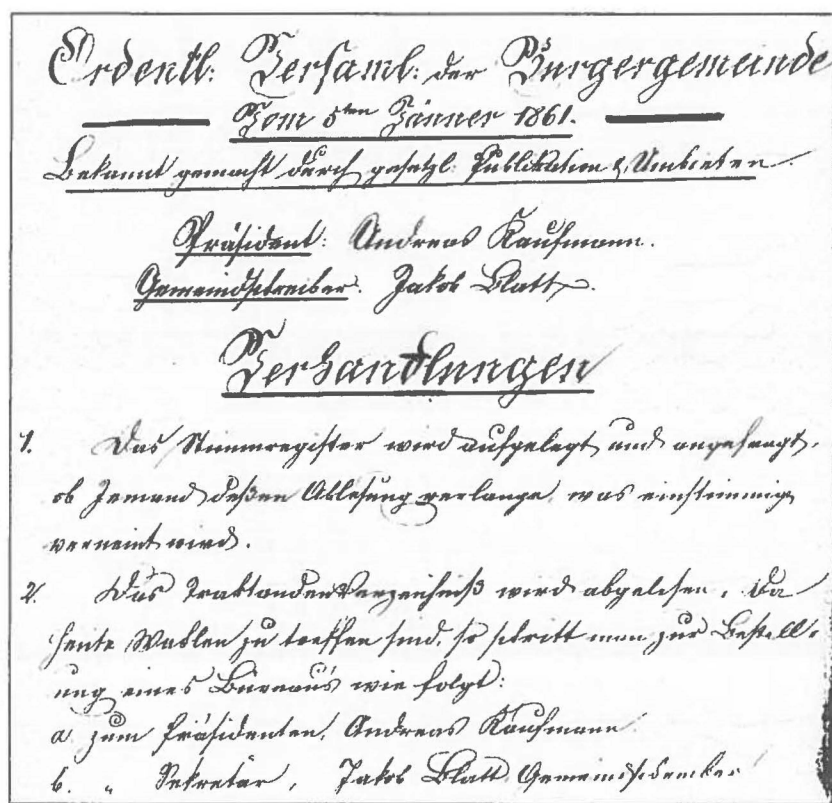 Ordentl: Versaml: der Burgergemeinde
Vom 5ten Jänner 1861.
Bekannt gemacht durch gesetzl: Publikation & Umbieten.
Präsident: Andreas Kaufmann.
Gemeindschreiber: Jakob Blatt.
Verhandlungen
1. Das Stimmregister wird aufgelegt und angefragt,
ob Jemand deßen Ablesung verlange, was einstimmig
verneint wird.
2. Das Traktandenverzeichniß wird abgelesen, Da
heute Wahlen zu treffen sind, so schritt man zur Bestell-
ung eines Büreau's wie folgt:
a. zum Präsidenten, Andreas Kaufmann
b. " Sekretär, Jakob Blatt